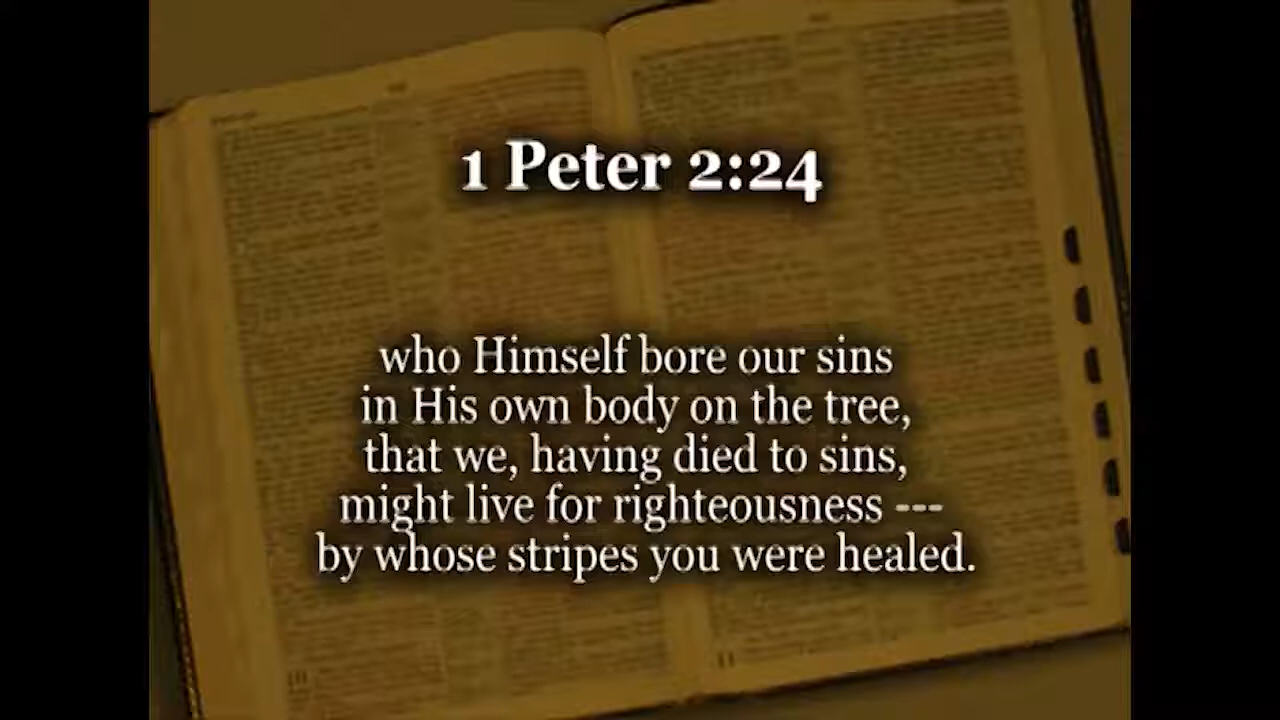 1 Peter 2:24
who Himself bore our sins
in His own body on the tree,
that we, having died to sins,
might live for righteousness ---
by whose stripes you were healed.